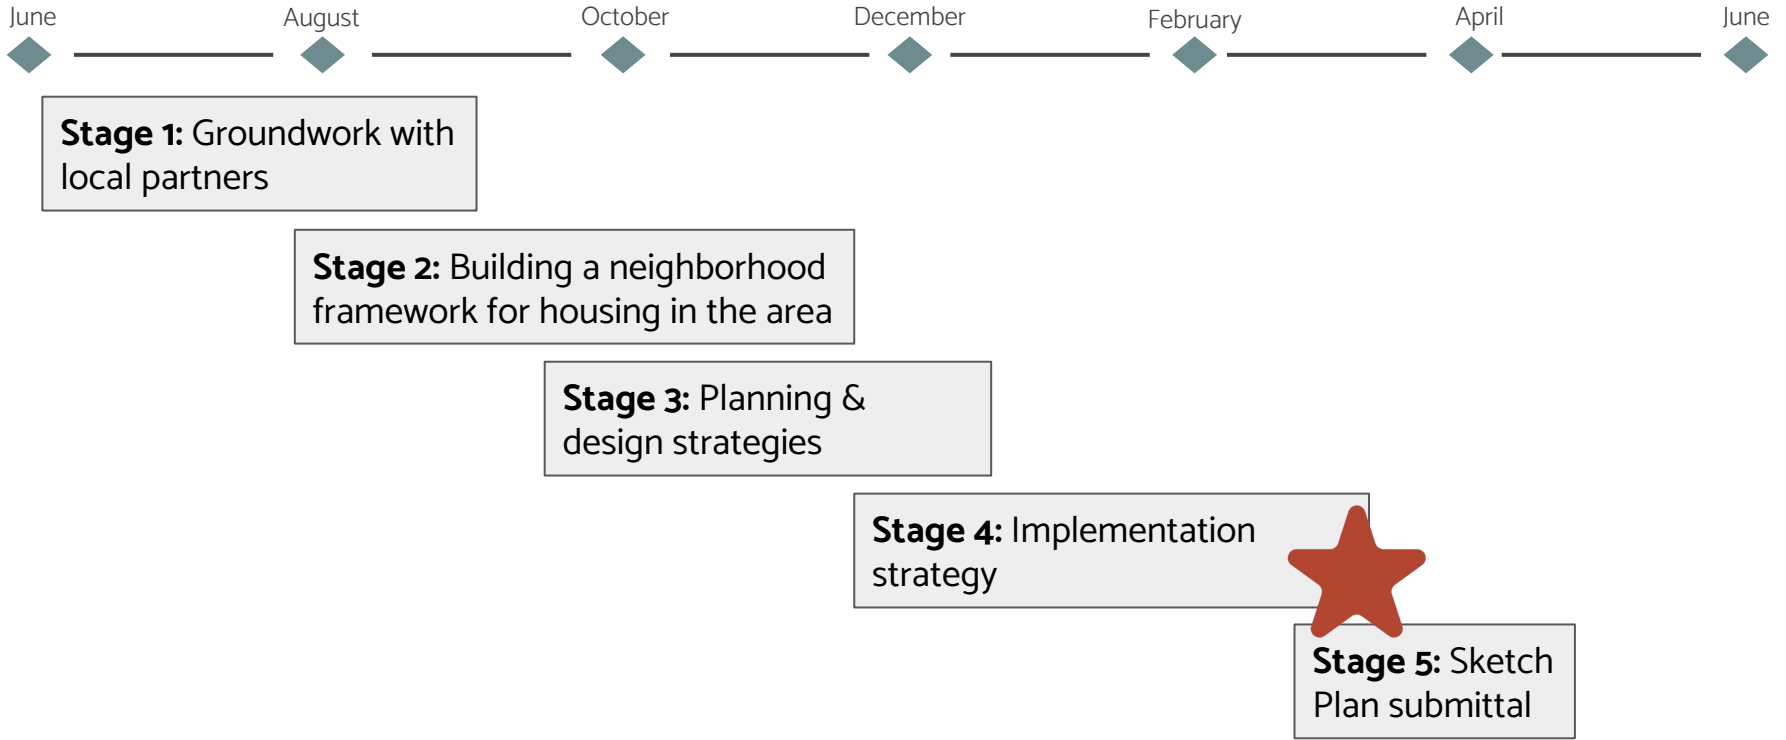 June August October December February April June
Stage 1: Groundwork with
local partners
Stage 2: Building a neighborhood
framework for housing in the area
Stage 3: Planning &
design strategies
Stage 4: Implementation
strategy
Stage 5: Sketch
Plan submittal